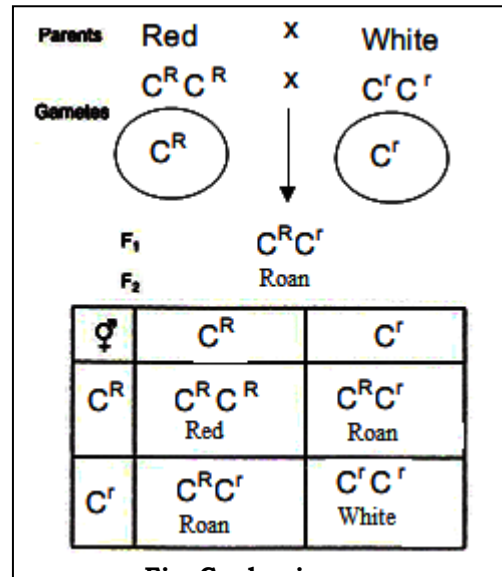 Parents Red X White
C^R C^R X C^r C^r
Gametes
C^R C^r
F₁ C^R C^r
F₂ Roan
⚥ C^R C^r
C^R C^R C^R C^R C^r
Red Roan
C^r C^R C^r C^r C^r
Roan White